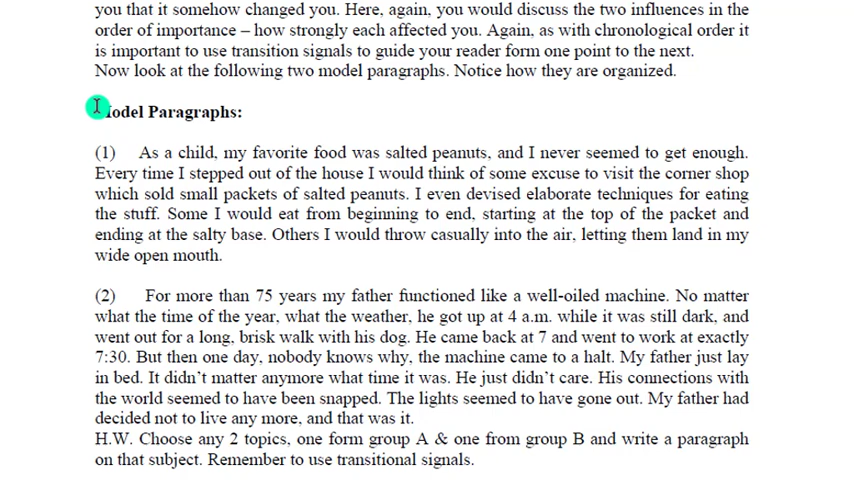 you that it somehow changed you. Here, again, you would discuss the two influences in the
order of importance – how strongly each affected you. Again, as with chronological order it
is important to use transition signals to guide your reader form one point to the next.
Now look at the following two model paragraphs. Notice how they are organized.
Model Paragraphs:
(1) As a child, my favorite food was salted peanuts, and I never seemed to get enough.
Every time I stepped out of the house I would think of some excuse to visit the corner shop
which sold small packets of salted peanuts. I even devised elaborate techniques for eating
the stuff. Some I would eat from beginning to end, starting at the top of the packet and
ending at the salty base. Others I would throw casually into the air, letting them land in my
wide open mouth.
(2) For more than 75 years my father functioned like a well-oiled machine. No matter
what the time of the year, what the weather, he got up at 4 a.m. while it was still dark, and
went out for a long, brisk walk with his dog. He came back at 7 and went to work at exactly
7:30. But then one day, nobody knows why, the machine came to a halt. My father just lay
in bed. It didn't matter anymore what time it was. He just didn't care. His connections with
the world seemed to have been snapped. The lights seemed to have gone out. My father had
decided not to live any more, and that was it.
H.W. Choose any 2 topics, one form group A & one from group B and write a paragraph
on that subject. Remember to use transitional signals.